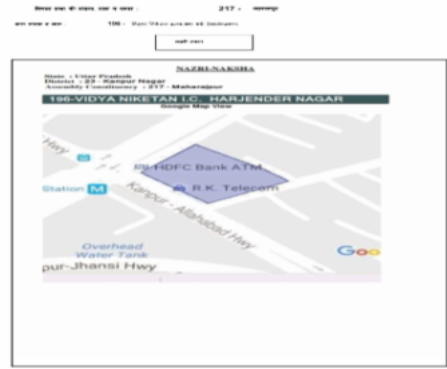 217 -
196 -
NAZRI-NAKSHA
State : Uttar Pradesh
District : 23 - Kanpur Nagar
Assembly Constituency : 217 - Maharajpur
196-VIDYA NIKETAN I.C. HARJENDER NAGAR
Google Map View
Hwy
HDFC Bank ATM
Station M
R.K. Telecom
Kanpur - Allahabad Hwy
Overhead
Water Tank
Goo
pur-Jhansi Hwy